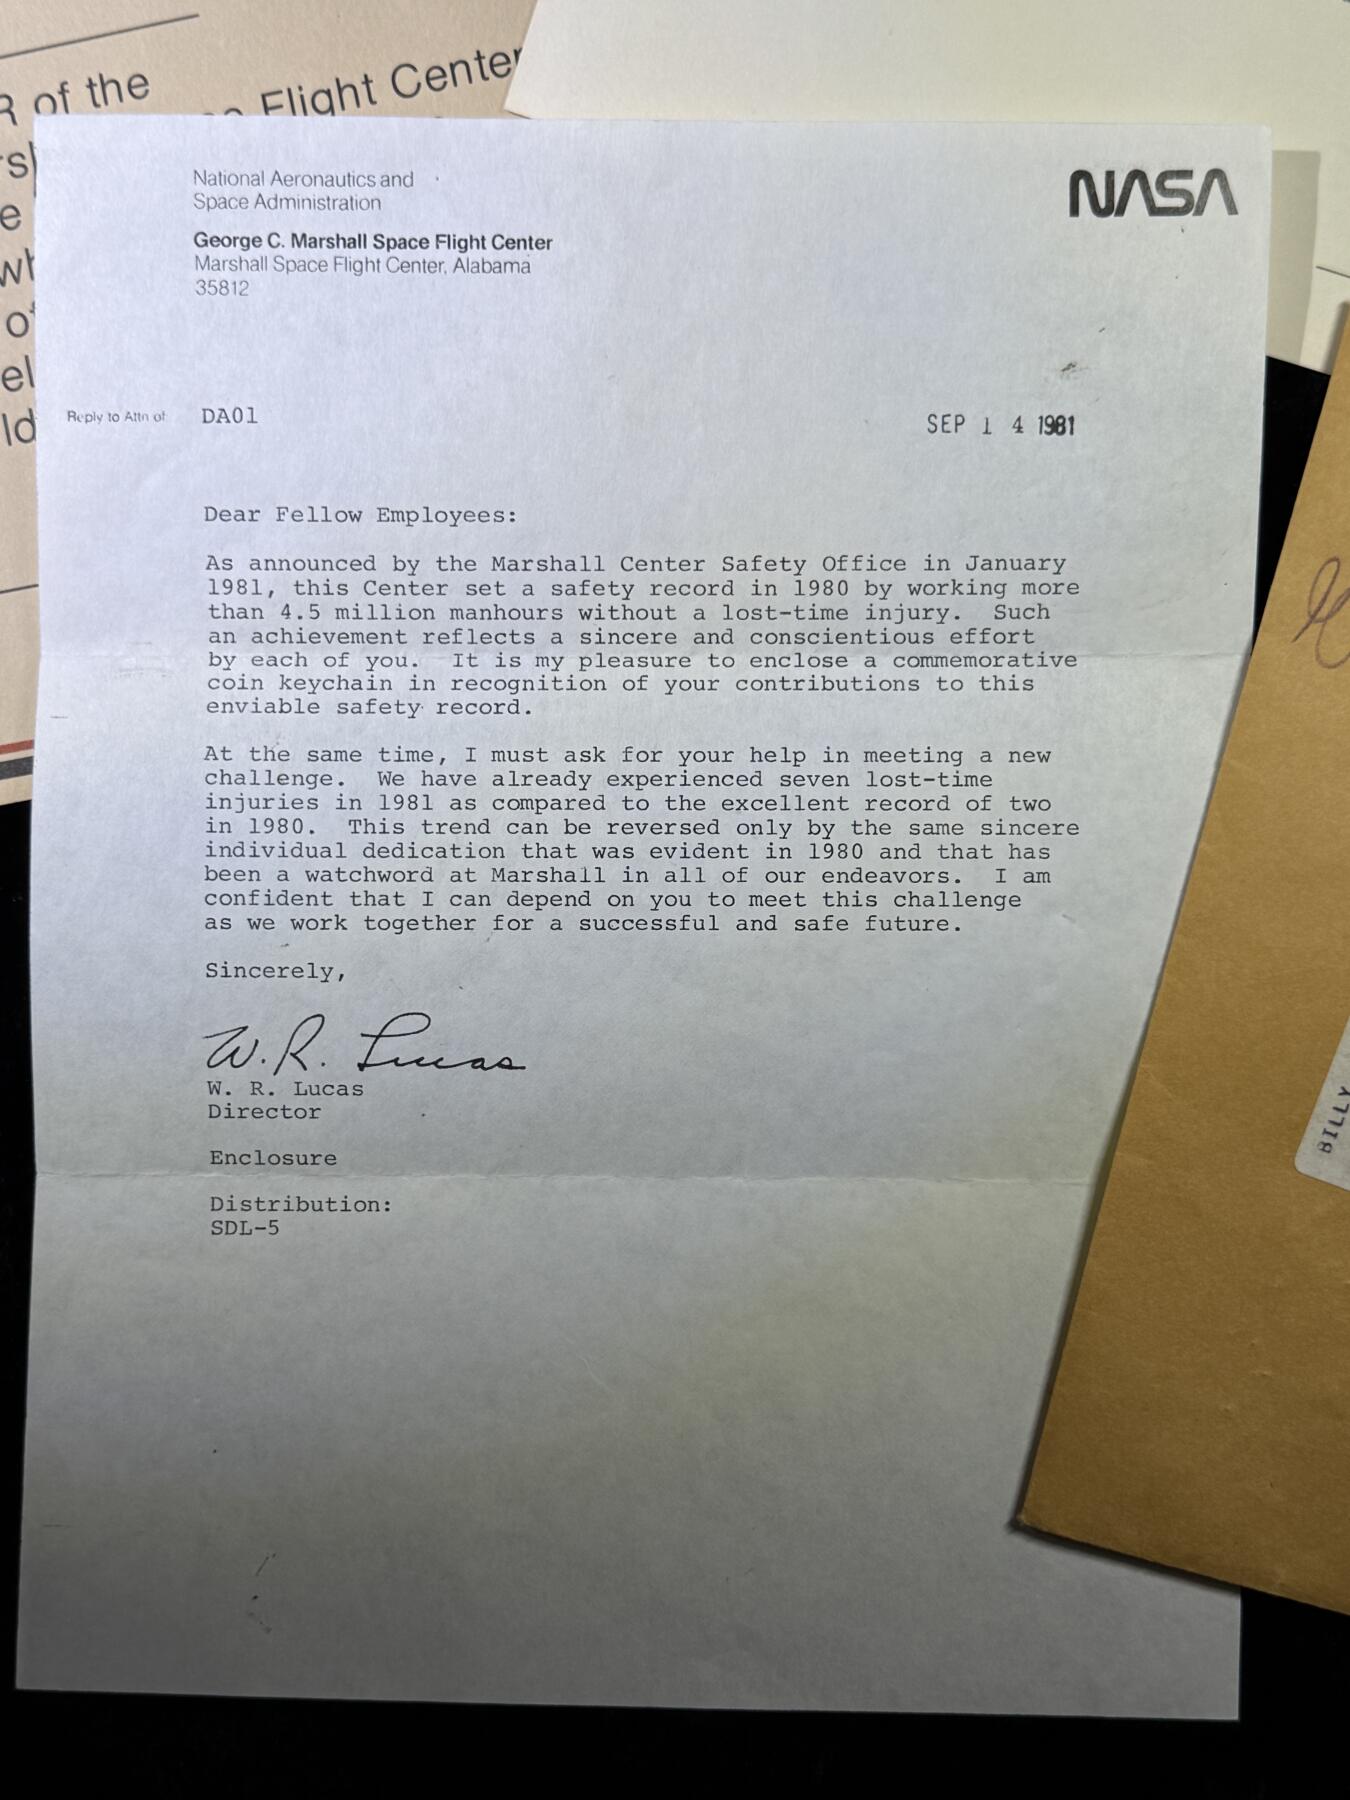 of the
Flight Center
National Aeronautics and
Space Administration
NASA
George C. Marshall Space Flight Center
Marshall Space Flight Center, Alabama
35812
Reply to Attn of DA01
SEP 1 4 1981
Dear Fellow Employees:
As announced by the Marshall Center Safety Office in January
1981, this Center set a safety record in 1980 by working more
than 4.5 million manhours without a lost-time injury. Such
an achievement reflects a sincere and conscientious effort
by each of you. It is my pleasure to enclose a commemorative
coin keychain in recognition of your contributions to this
enviable safety record.
At the same time, I must ask for your help in meeting a new
challenge. We have already experienced seven lost-time
injuries in 1981 as compared to the excellent record of two
in 1980. This trend can be reversed only by the same sincere
individual dedication that was evident in 1980 and that has
been a watchword at Marshall in all of our endeavors. I am
confident that I can depend on you to meet this challenge
as we work together for a successful and safe future.
Sincerely,
W. R. Lucas
W. R. Lucas
Director
Enclosure
Distribution:
SDL-5
BILLY